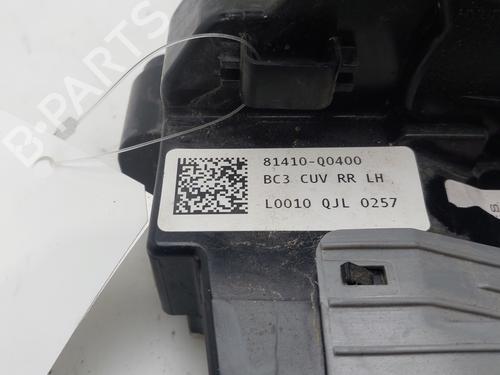 B-PARTS
81410-Q0400
BC3 CUV RR LH
L0010 QJL 0257